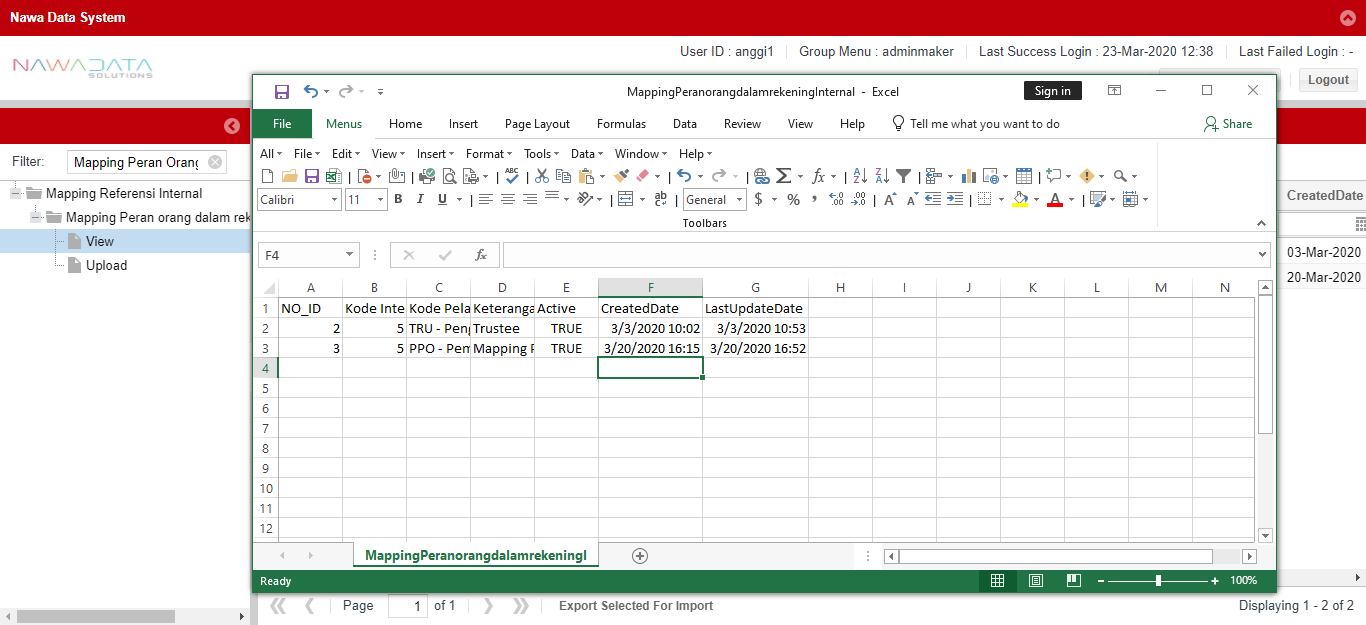 Nawa Data System
NAWADATA
SOLUTIONS
User ID : anggi1
Group Menu : adminmaker
Last Success Login : 23-Mar-2020 12:38
Last Failed Login : -
Logout
MappingPeranorangdalamrekeningInternal - Excel
Sign in
File Menus Home Insert Page Layout Formulas Data Review View Help Tell me what you want to do Share
Filter: Mapping Peran Orang
All File Edit View Insert Format Tools Data Window Help
Mapping Referensi Internal
Mapping Peran orang dalam rek
View
Upload
Calibri 11 B I U General $ % ,
Toolbars
CreatedDate
03-Mar-2020
20-Mar-2020
F4 fx
A B C D E F G H I J K L M N
1 NO_ID Kode Inte Kode Pela Keteranga Active CreatedDate LastUpdateDate
2 2 5 TRU - Peng Trustee TRUE 3/3/2020 10:02 3/3/2020 10:53
3 3 5 PPO - Pem Mapping P TRUE 3/20/2020 16:15 3/20/2020 16:52
4
5
6
7
8
9
10
11
12
MappingPeranorangdalamrekeningI
Ready 100%
Page 1 of 1 Export Selected For Import Displaying 1 - 2 of 2